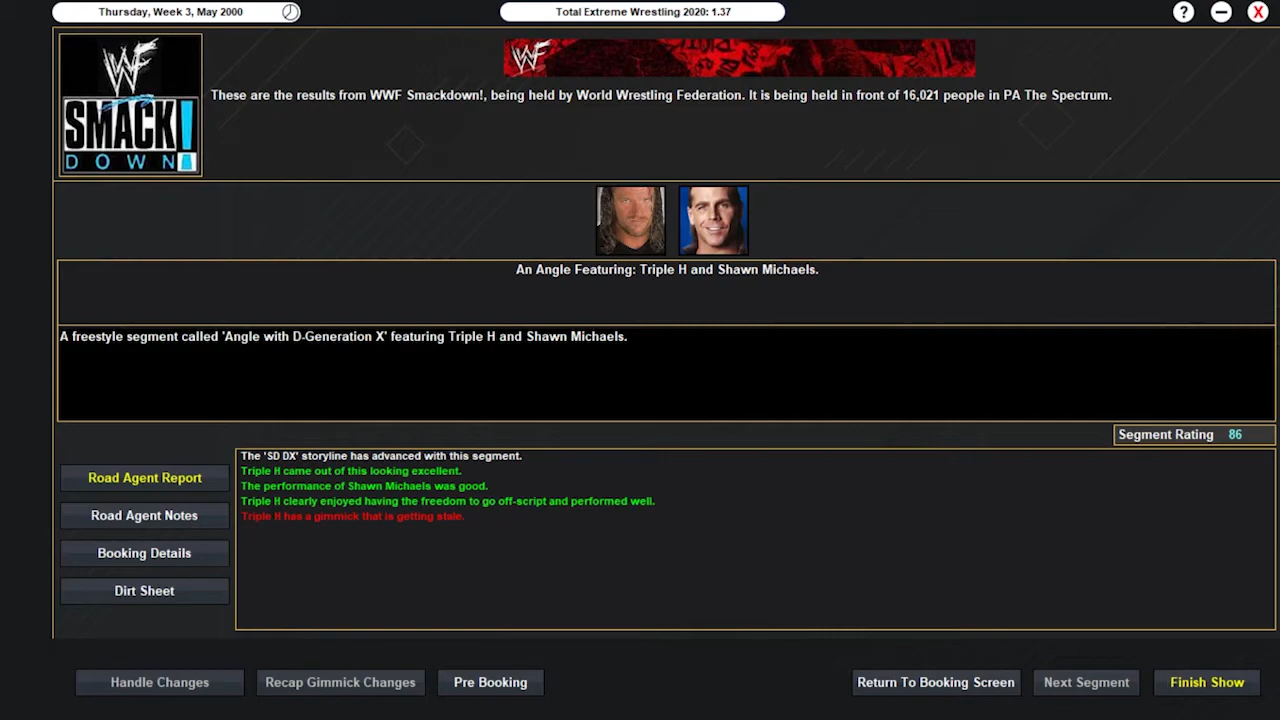 Thursday, Week 3, May 2000
Total Extreme Wrestling 2020: 1.37
?
X
WF
SMACK!
DOWN!
WF
These are the results from WWF Smackdown!, being held by World Wrestling Federation. It is being held in front of 16,021 people in PA The Spectrum.
An Angle Featuring: Triple H and Shawn Michaels.
A freestyle segment called 'Angle with D-Generation X' featuring Triple H and Shawn Michaels.
Segment Rating 86
Road Agent Report
Road Agent Notes
Booking Details
Dirt Sheet
The 'SD DX' storyline has advanced with this segment.
Triple H came out of this looking excellent.
The performance of Shawn Michaels was good.
Triple H clearly enjoyed having the freedom to go off-script and performed well.
Triple H has a gimmick that is getting stale.
Handle Changes
Recap Gimmick Changes
Pre Booking
Return To Booking Screen
Next Segment
Finish Show